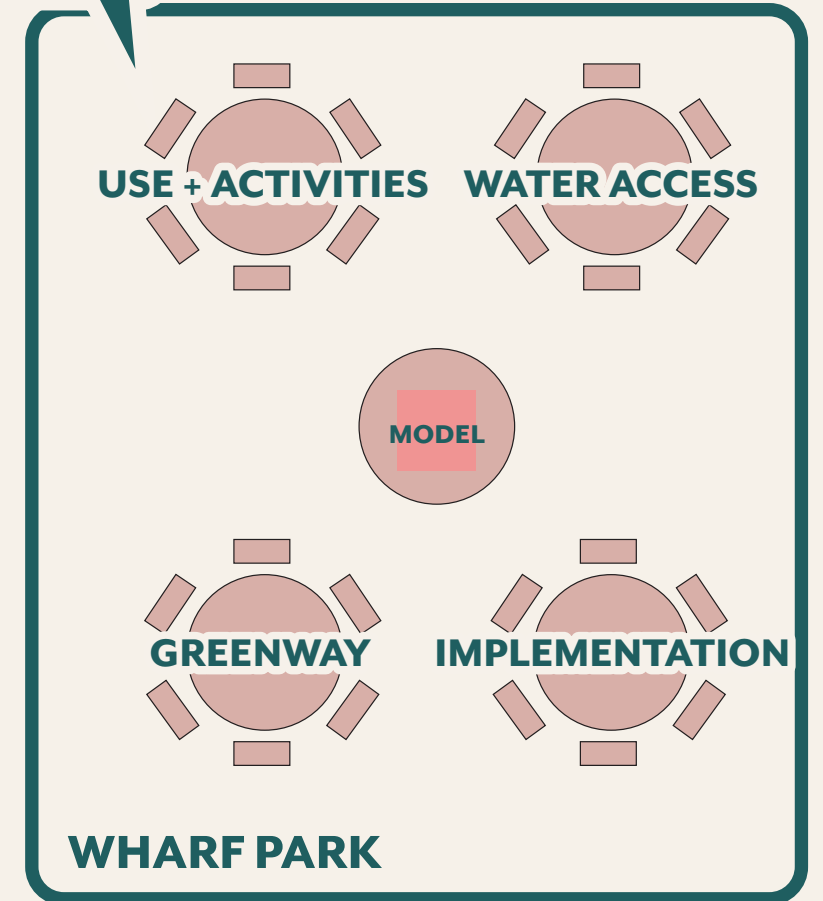 USE + ACTIVITIES
WATER ACCESS
MODEL
GREENWAY
IMPLEMENTATION
WHARF PARK